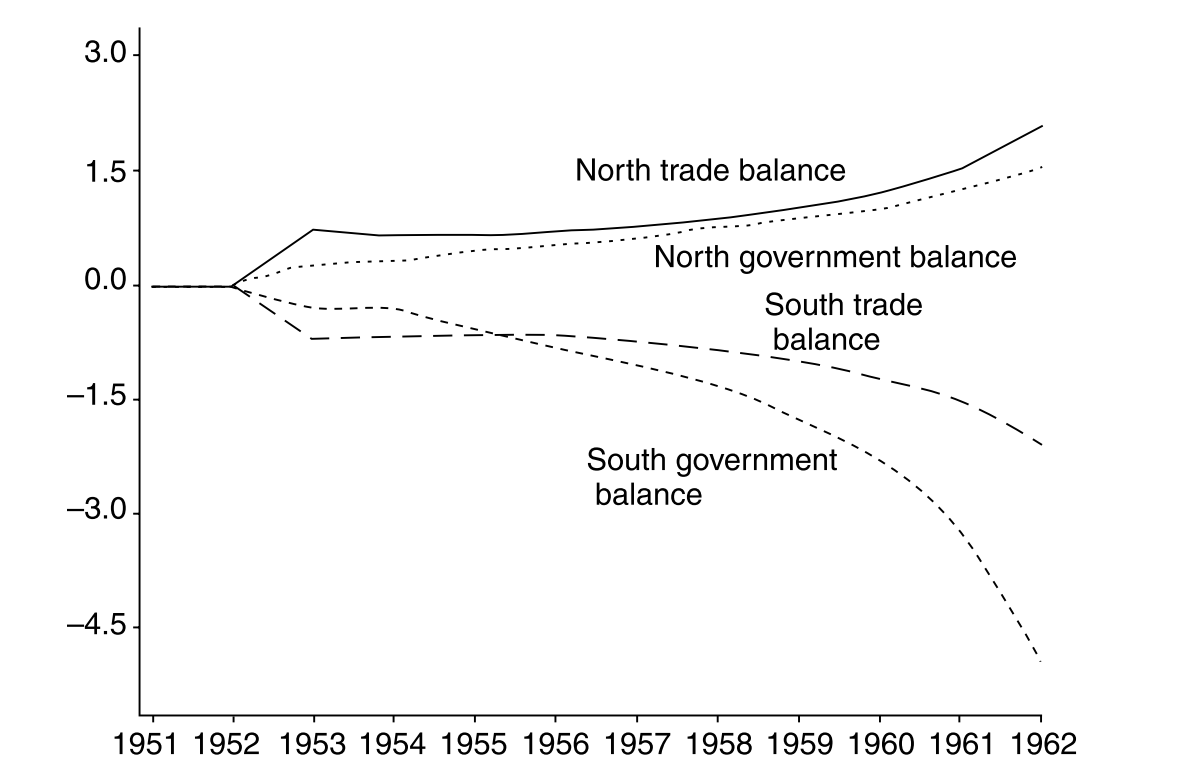 3.0
1.5
North trade balance
North government balance
0.0
South trade
balance
–1.5
South government
balance
–3.0
–4.5
1951 1952 1953 1954 1955 1956 1957 1958 1959 1960 1961 1962